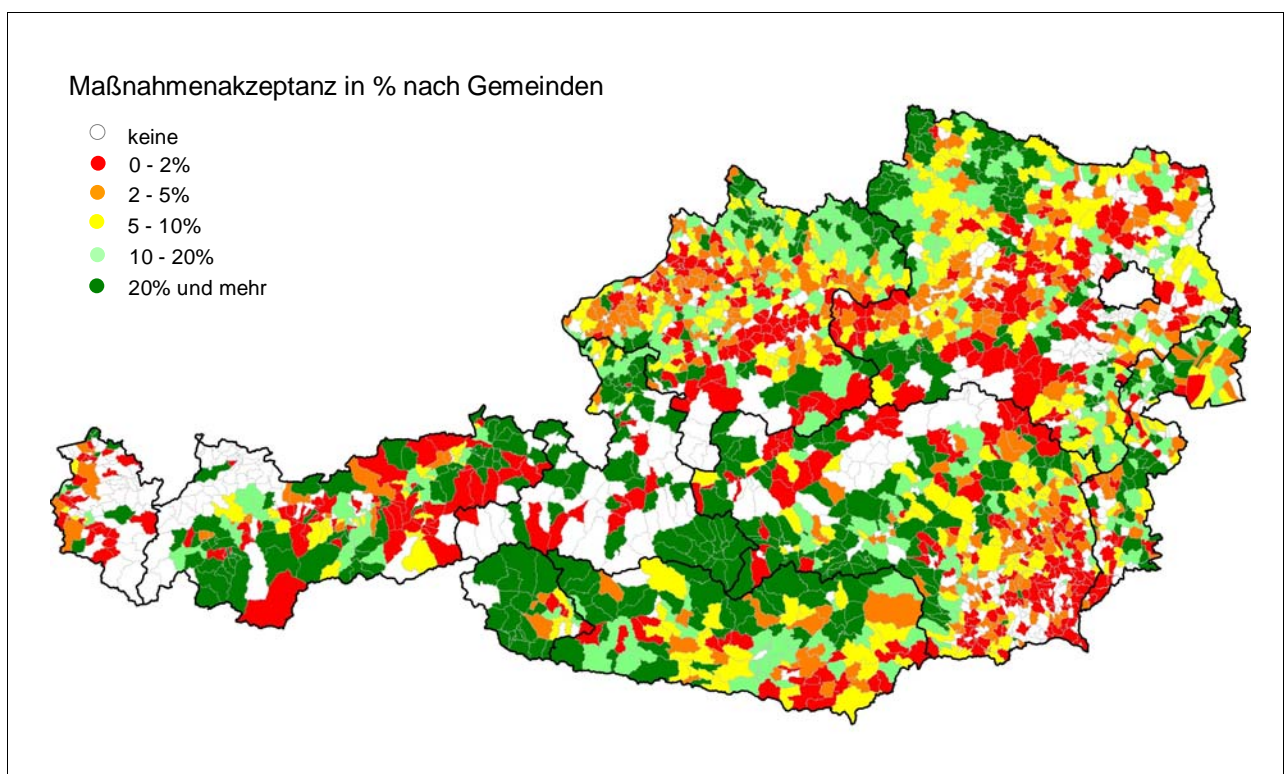 Maßnahmenakzeptanz in % nach Gemeinden
keine
0 - 2%
2 - 5%
5 - 10%
10 - 20%
20% und mehr